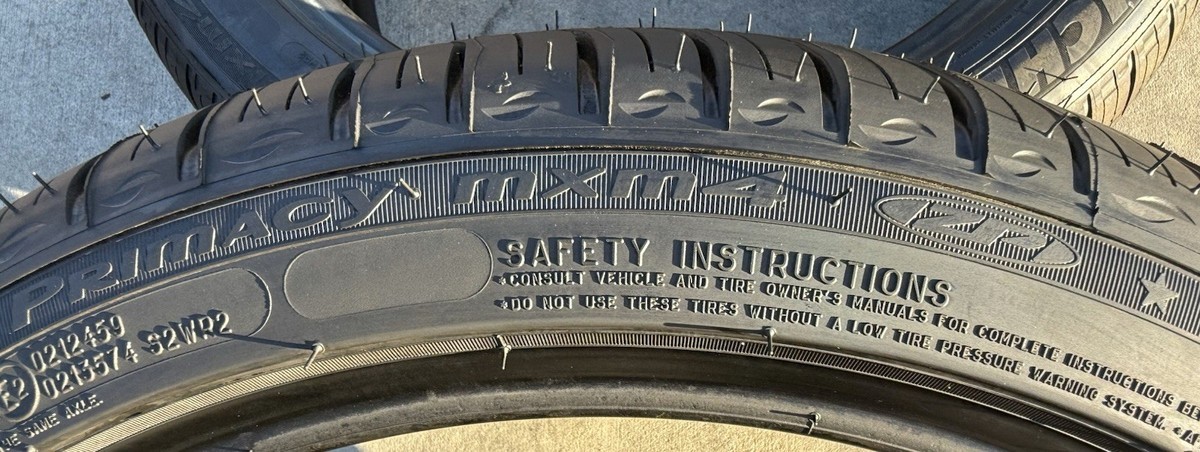 PRIMACY MXM4 ZP
SAFETY INSTRUCTIONS
•CONSULT VEHICLE AND TIRE OWNER'S MANUALS FOR COMPLETE INSTRUCTIONS
•DO NOT USE THESE TIRES WITHOUT A LOW TIRE PRESSURE WARNING SYSTEM.
E2
0212459
0213574 S2WR2
SAME AXLE.